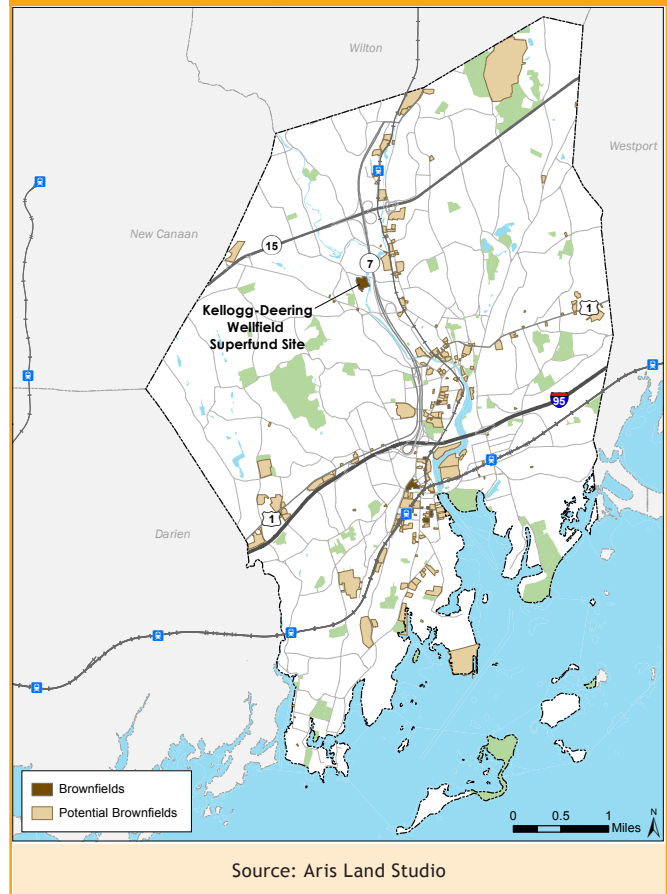 Wilton
Westport
New Canaan
15
7
Kellogg-Deering
Wellfield
Superfund Site
1
95
1
Darien
Brownfields
Potential Brownfields
0 0.5 1
Miles
N
Source: Aris Land Studio